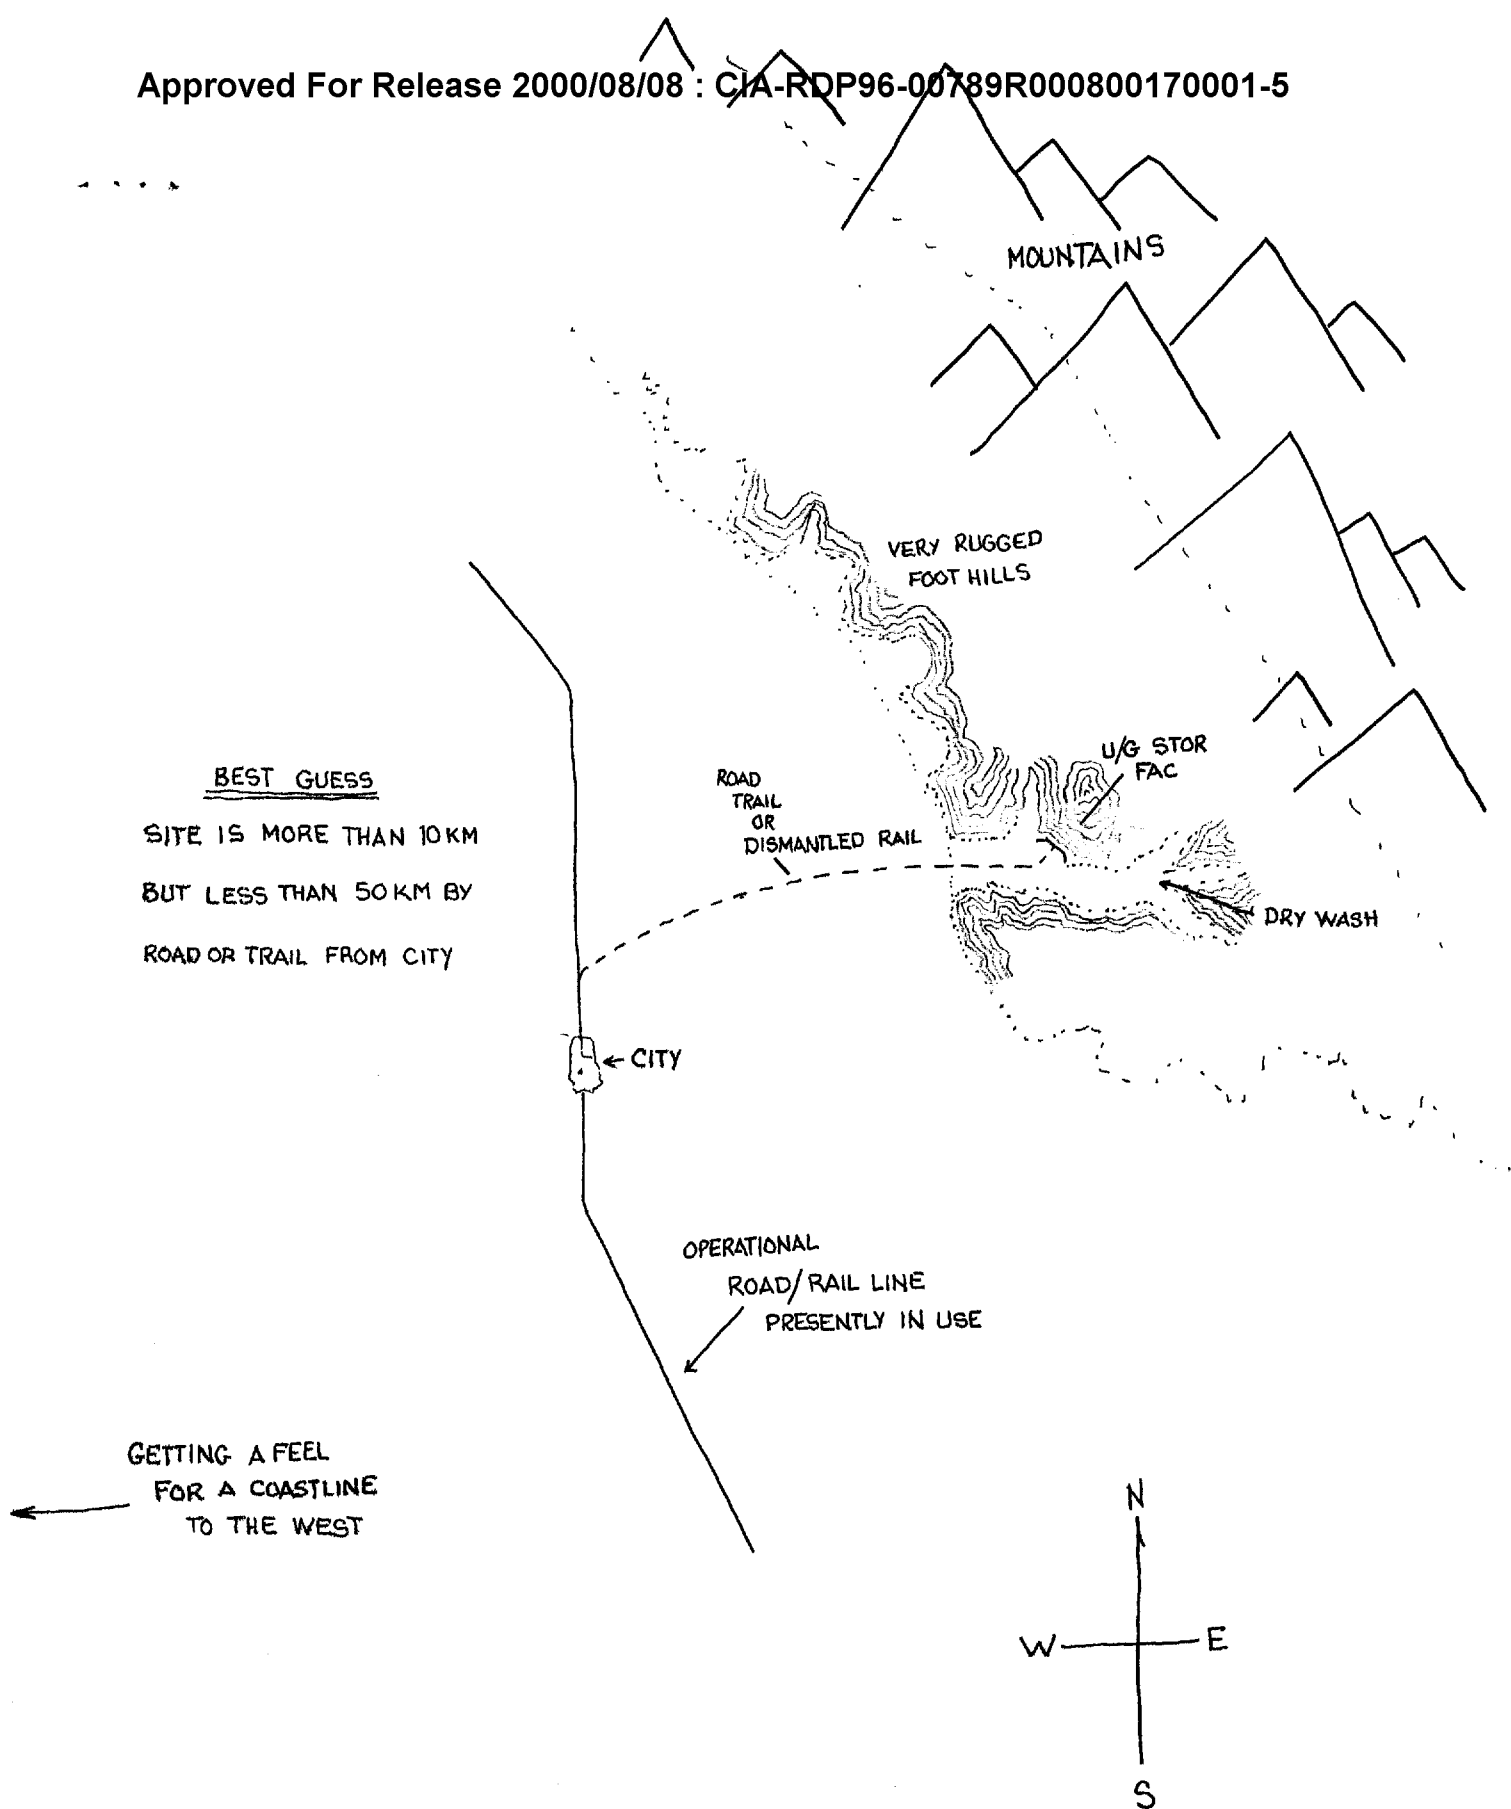 Approved For Release 2000/08/08 : CIA-RDP96-00789R000800170001-5
MOUNTAINS
VERY RUGGED
FOOT HILLS
U/G STOR
FAC
BEST GUESS
SITE IS MORE THAN 10 KM
BUT LESS THAN 50 KM BY
ROAD OR TRAIL FROM CITY
ROAD
TRAIL
OR
DISMANTLED RAIL
DRY WASH
CITY
OPERATIONAL
ROAD/RAIL LINE
PRESENTLY IN USE
GETTING A FEEL
FOR A COASTLINE
TO THE WEST
N
W E
S